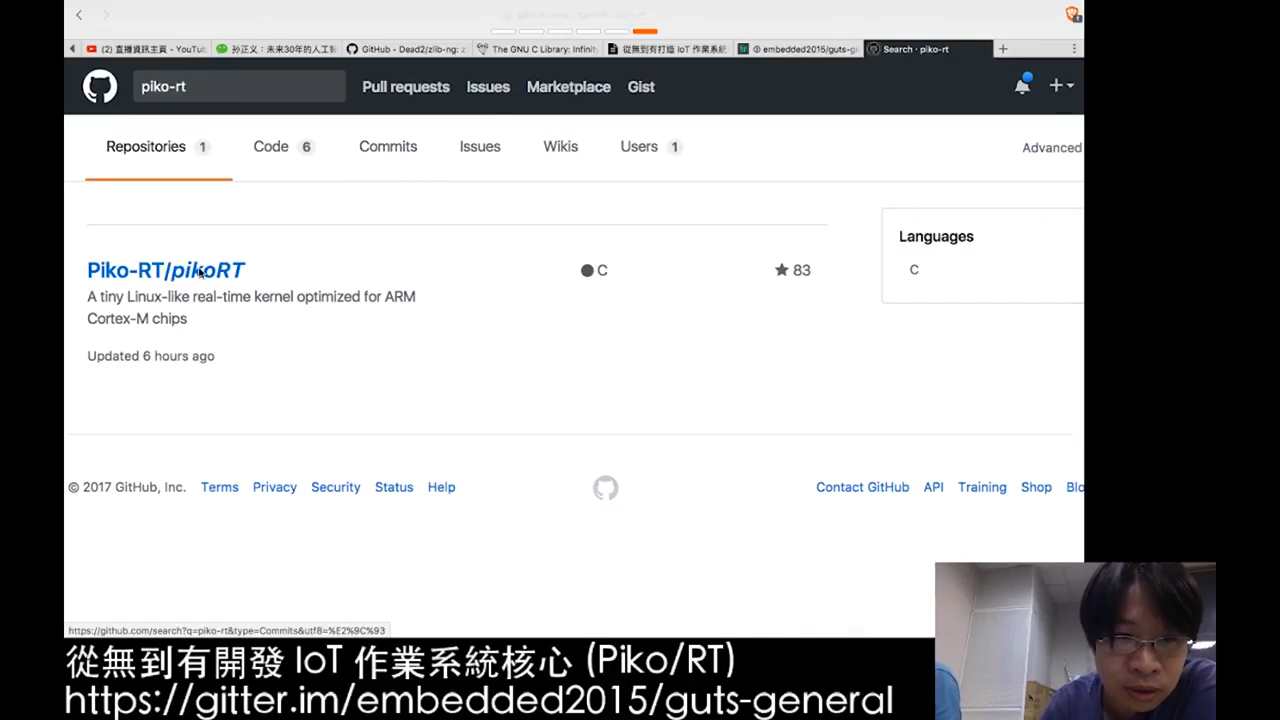 (2) 直播資訊主頁 - YouTub
孙正义：未来30年的人工智
GitHub - Dead2/zlib-ng: z
The GNU C Library: Infinit
從無到有打造 IoT 作業系統
embedded2015/guts-g
Search · piko-rt
piko-rt
Pull requests
Issues
Marketplace
Gist
Repositories 1
Code 6
Commits
Issues
Wikis
Users 1
Advanced
Languages
C
Piko-RT/pikoRT
C
83
A tiny Linux-like real-time kernel optimized for ARM
Cortex-M chips
Updated 6 hours ago
© 2017 GitHub, Inc.
Terms
Privacy
Security
Status
Help
Contact GitHub
API
Training
Shop
Blo
https://github.com/search?q=piko-rt&type=Commits&utf8=%E2%9C%93
從無到有開發 IoT 作業系統核心 (Piko/RT)
https://gitter.im/embedded2015/guts-general